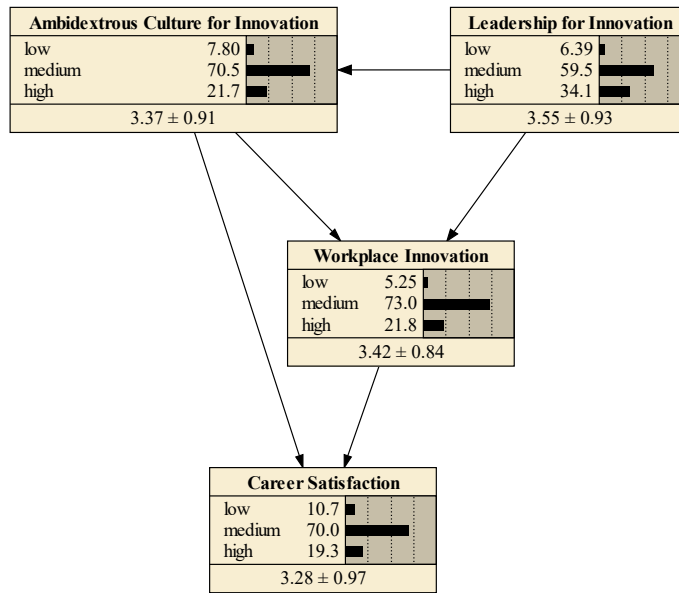 Ambidextrous Culture for Innovation
low 7.80
medium 70.5
high 21.7
3.37 ± 0.91
Leadership for Innovation
low 6.39
medium 59.5
high 34.1
3.55 ± 0.93
Workplace Innovation
low 5.25
medium 73.0
high 21.8
3.42 ± 0.84
Career Satisfaction
low 10.7
medium 70.0
high 19.3
3.28 ± 0.97